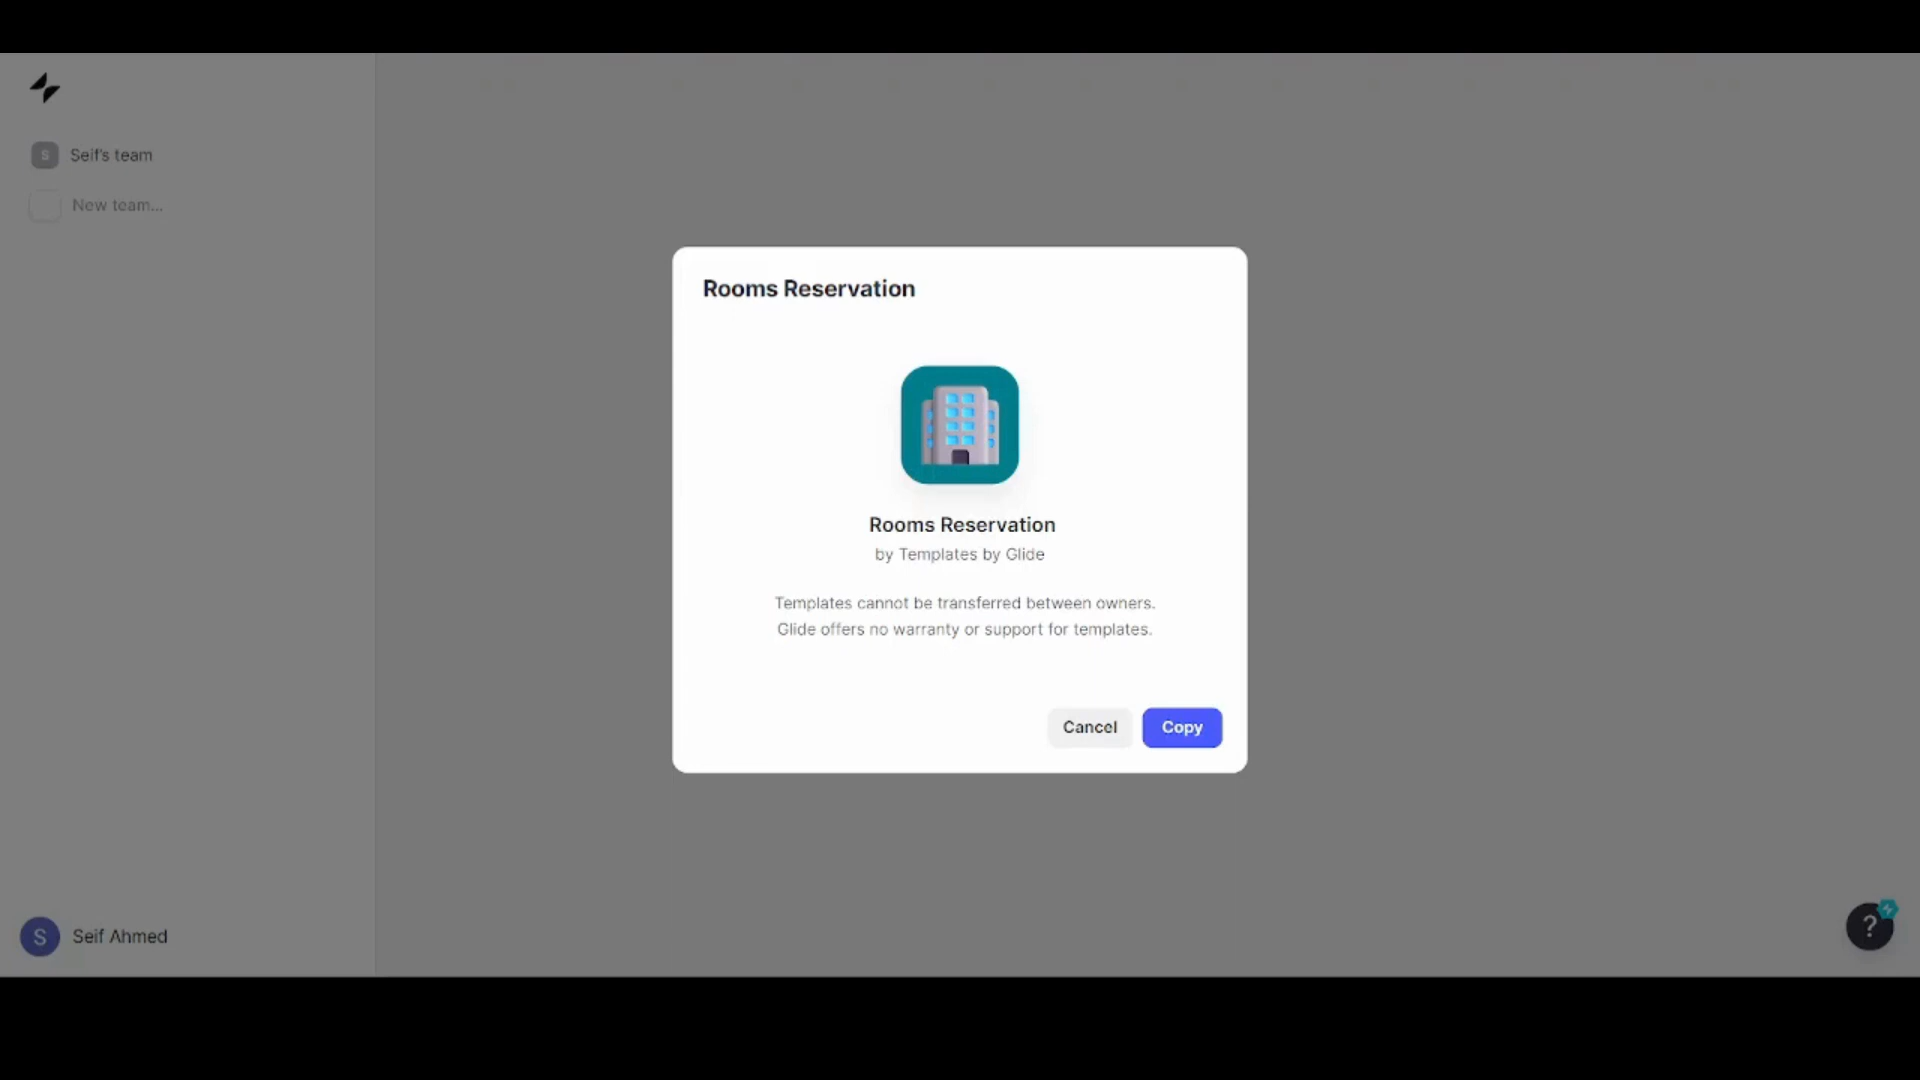 S Seif's team
New team...
Rooms Reservation
Rooms Reservation
by Templates by Glide
Templates cannot be transferred between owners.
Glide offers no warranty or support for templates.
Cancel Copy
S Seif Ahmed
?